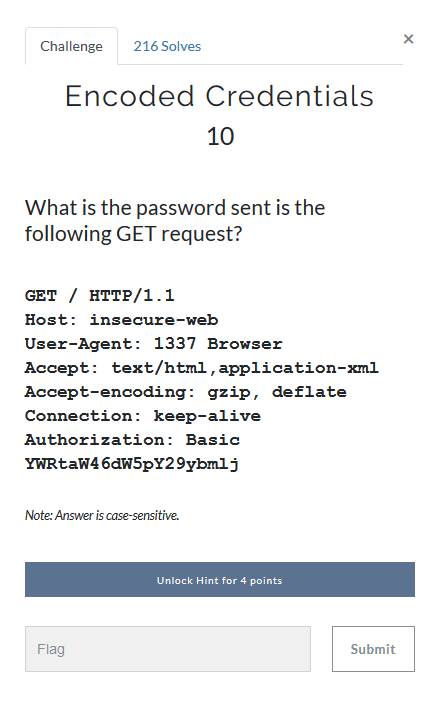 Challenge
216 Solves
×
Encoded Credentials
10
What is the password sent is the
following GET request?
GET / HTTP/1.1
Host: insecure-web
User-Agent: 1337 Browser
Accept: text/html,application-xml
Accept-encoding: gzip, deflate
Connection: keep-alive
Authorization: Basic
YWRtaW46dW5pY29ybmlj
Note: Answer is case-sensitive.
Unlock Hint for 4 points
Flag
Submit